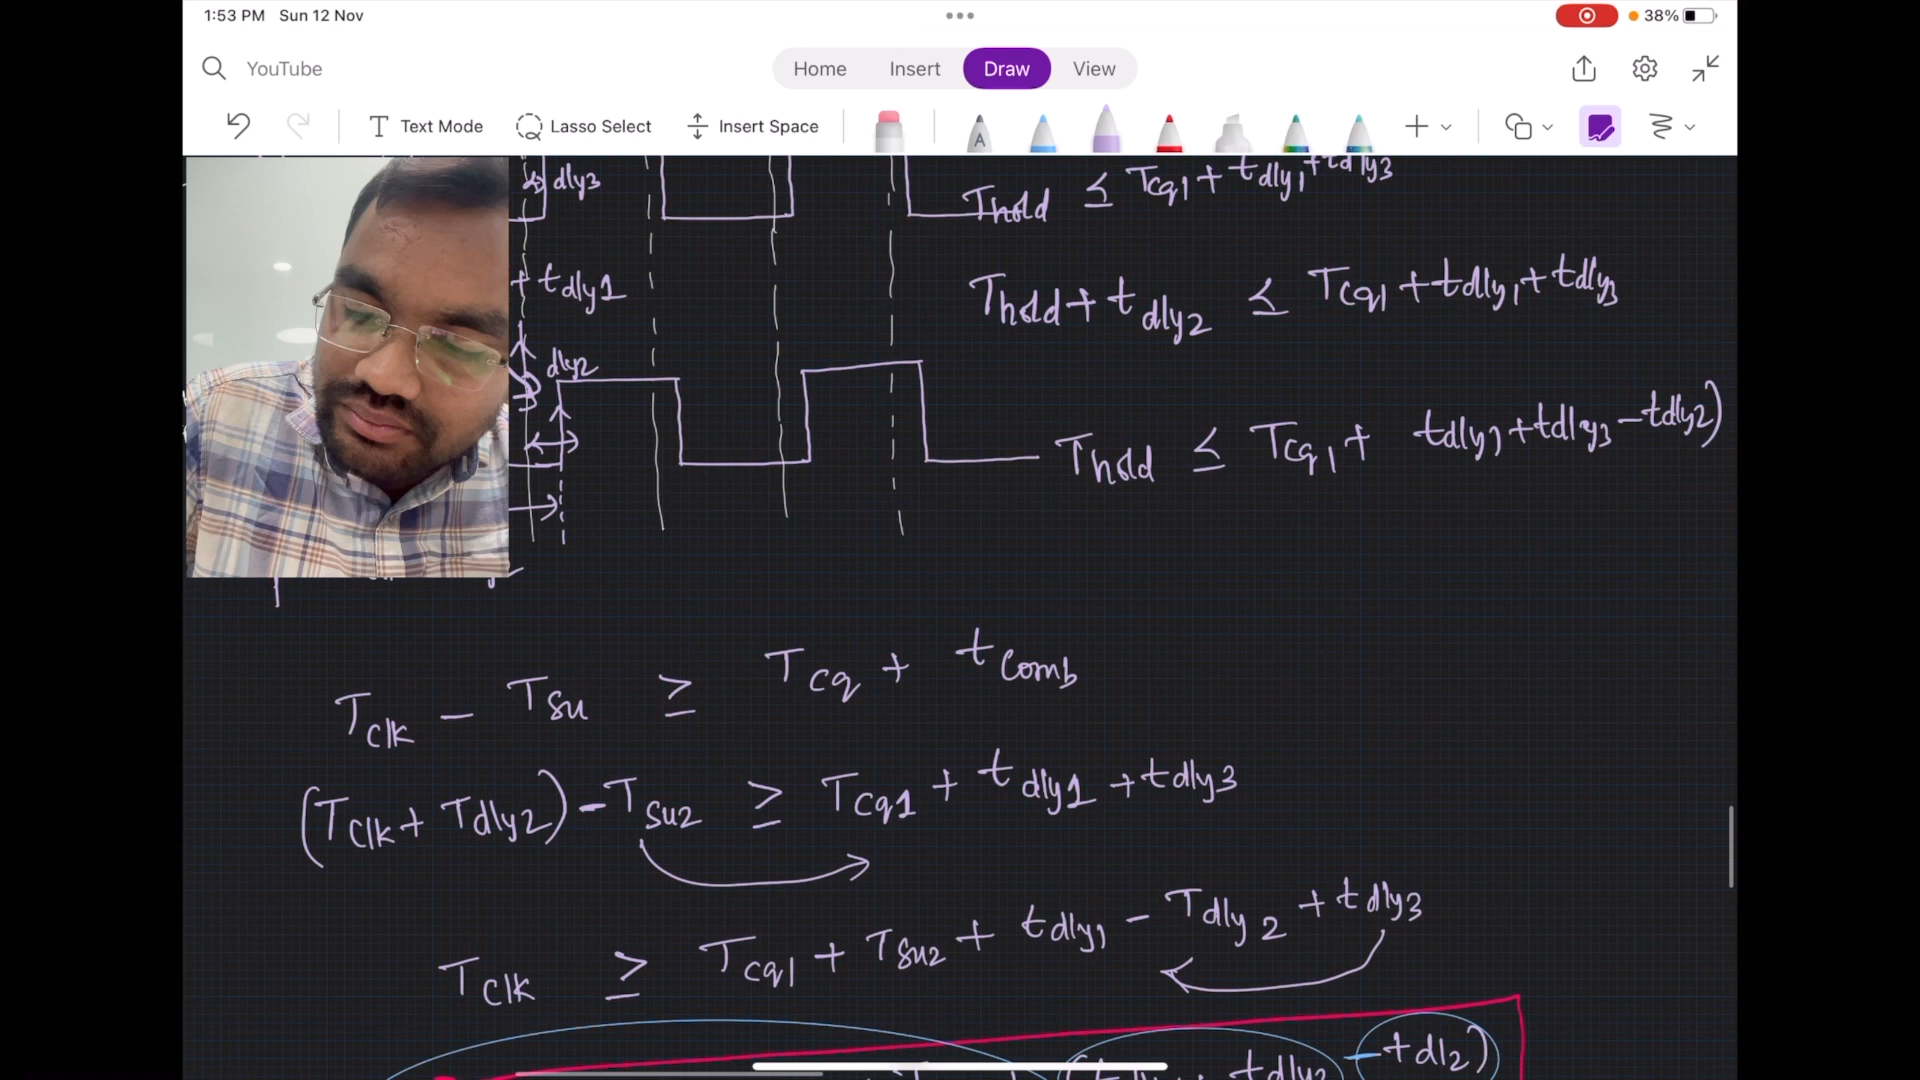 1:53 PM Sun 12 Nov
38%
YouTube
Home Insert Draw View
Text Mode Lasso Select Insert Space
A
dly3
Thold ≤ Tcq1 + tdly1 + tdly3
+ tdly1
Thold + tdly2 ≤ Tcq1 + tdly1 + tdly3
dly2
Thold ≤ Tcq1 + tdly1 + tdly3 - tdly2)
Tclk - Tsu ≥ Tcq + tcomb
(Tclk + Tdly2) - Tsu2 ≥ Tcq1 + tdly1 + tdly3
Tclk ≥ Tcq1 + Tsu2 + tdly1 - Tdly2 + tdly3
- tdl2)